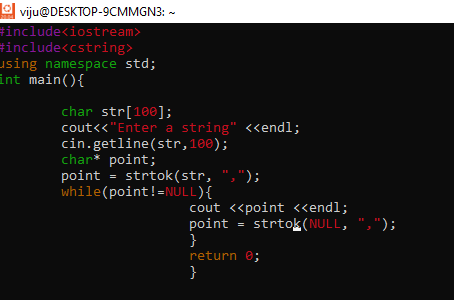 viju@DESKTOP-9CMMGN3: ~
#include<iostream>
#include<cstring>
using namespace std;
int main(){
char str[100];
cout<<"Enter a string" <<endl;
cin.getline(str,100);
char* point;
point = strtok(str, ",");
while(point!=NULL){
cout <<point <<endl;
point = strtok(NULL, ",");
}
return 0;
}